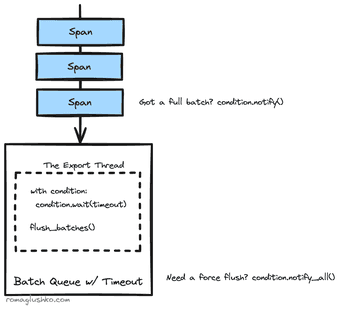 Span
Span
Span
Got a full batch? condition.notify()
The Export Thread
with condition:
condition.wait(timeout)
flush_batches()
Batch Queue w/ Timeout
Need a force flush? condition.notify_all()
romaglushko.com